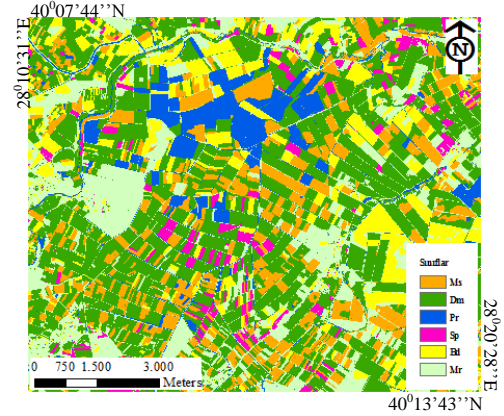 40⁰07'44''N
28⁰10'31''E
N
Sınıflar
Ms
Dm
Pr
Sp
Bd
Mr
0 750 1.500 3.000
Meters
28⁰20'28''E
40⁰13'43''N